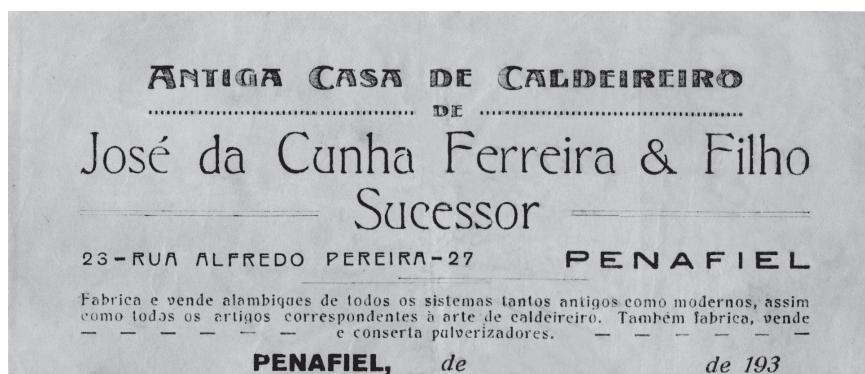 ANTIGA CASA DE CALDEIREIRO
DE
José da Cunha Ferreira & Filho
Sucessor
23-RUA ALFREDO PEREIRA-27 PENAFIEL
Fabrica e vende alambiques de todos os sistemas tantos antigos como modernos, assim
como todos os artigos correspondentes à arte de caldeireiro. Também fabrica, vende
e conserta pulverizadores.
PENAFIEL, de de 193